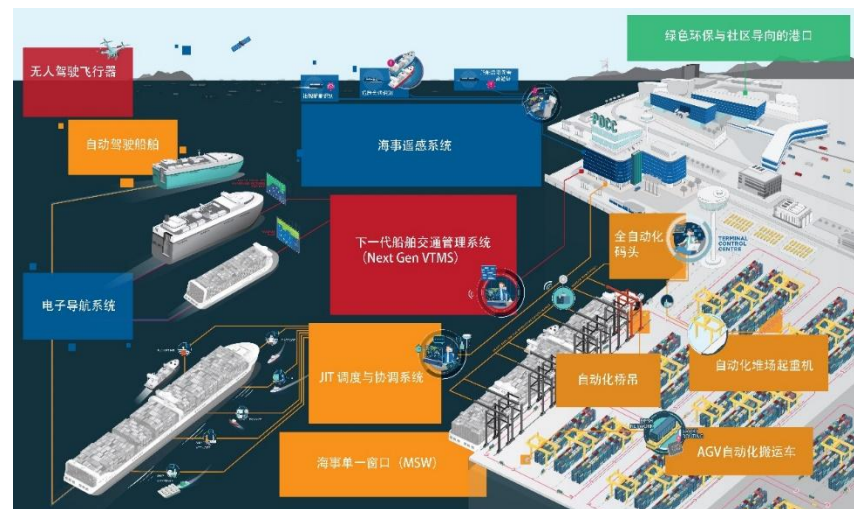 绿色环保与社区导向的港口
无人驾驶飞行器
自动驾驶船舶
POCC
海事遥感系统
下一代船舶交通管理系统
（Next Gen VTMS）
全自动化
码头
TERMINAL
CONTROL
CENTRE
电子导航系统
JIT 调度与协调系统
自动化桥吊
自动化堆场起重机
AGV自动化搬运车
海事单一窗口（MSW）